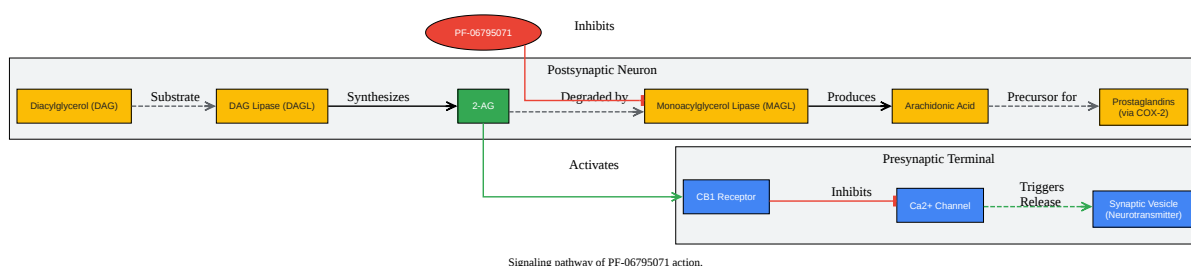 PF-06795071
Inhibits
Postsynaptic Neuron
Diacylglycerol (DAG)
Substrate
DAG Lipase (DAGL)
Synthesizes
2-AG
Degraded by
Monoacylglycerol Lipase (MAGL)
Produces
Arachidonic Acid
Precursor for
Prostaglandins
(via COX-2)
Activates
Presynaptic Terminal
CB1 Receptor
Inhibits
Ca2+ Channel
Triggers
Release
Synaptic Vesicle
(Neurotransmitter)
Signaling pathway of PF-06795071 action.